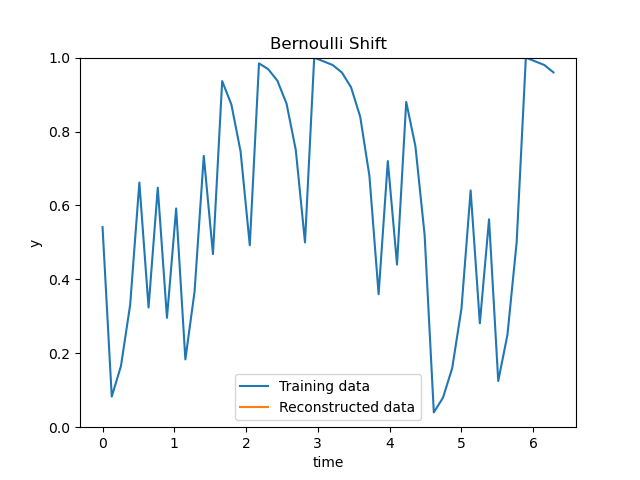 Bernoulli Shift
1.0
0.8
0.6
0.4
0.2
0.0
y
Training data
Reconstructed data
0 1 2 3 4 5 6
time